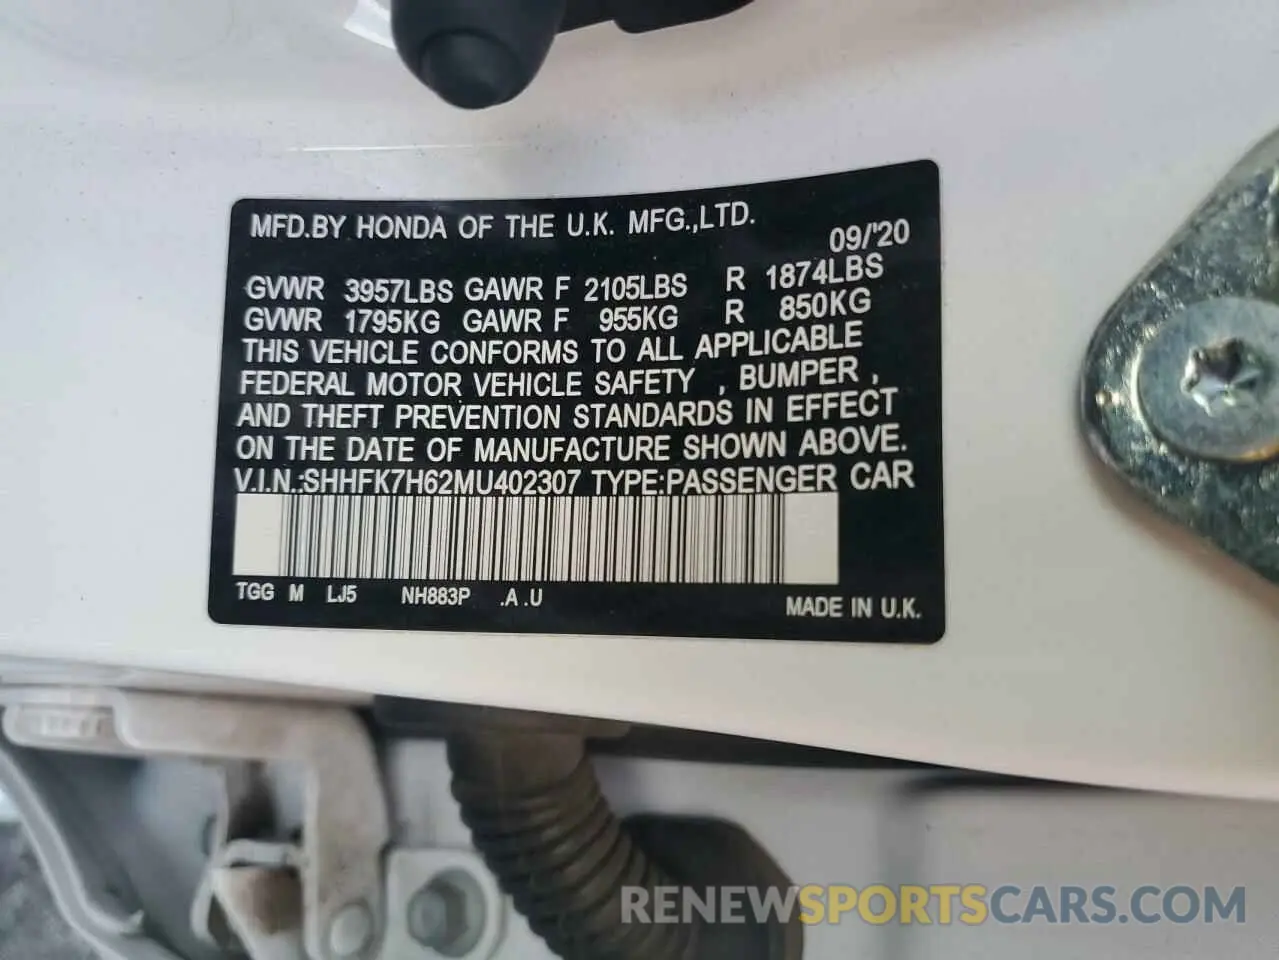 MFD.BY HONDA OF THE U.K. MFG.,LTD.
09/'20
GVWR 3957LBS GAWR F 2105LBS R 1874LBS
GVWR 1795KG GAWR F 955KG R 850KG
THIS VEHICLE CONFORMS TO ALL APPLICABLE
FEDERAL MOTOR VEHICLE SAFETY , BUMPER ,
AND THEFT PREVENTION STANDARDS IN EFFECT
ON THE DATE OF MANUFACTURE SHOWN ABOVE.
V.I.N.:SHHFK7H62MU402307 TYPE:PASSENGER CAR
TGG M LJ5 NH883P .A .U
MADE IN U.K.
RENEWSPORTSCARS.COM